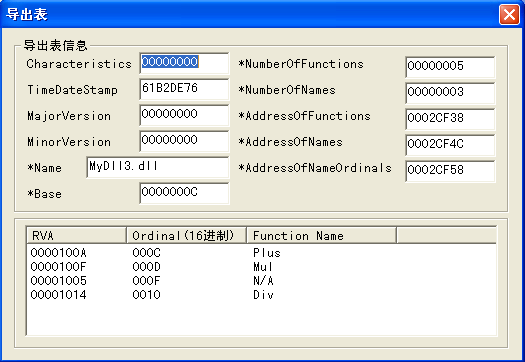 导出表
导出表信息
Characteristics 00000000 *NumberOfFunctions 00000005
TimeDateStamp 61B2DE76 *NumberOfNames 00000003
MajorVersion 00000000 *AddressOfFunctions 0002CF38
MinorVersion 00000000 *AddressOfNames 0002CF4C
*Name MyDll3.dll *AddressOfNameOrdinals 0002CF58
*Base 0000000C
RVA Ordinal(16进制) Function Name
0000100A 000C Plus
0000100F 000D Mul
00001005 000F N/A
00001014 0010 Div